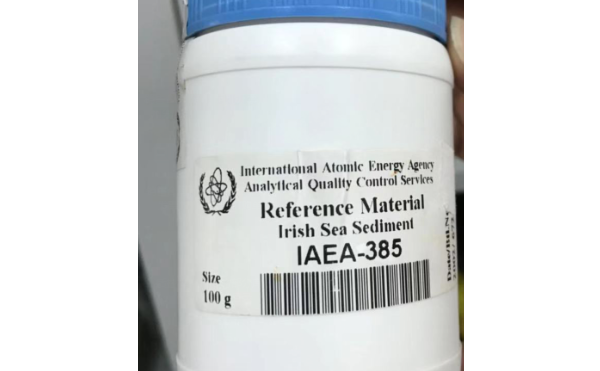 International Atomic Energy Agency
Analytical Quality Control Services
Reference Material
Irish Sea Sediment
IAEA-385
Size
100 g